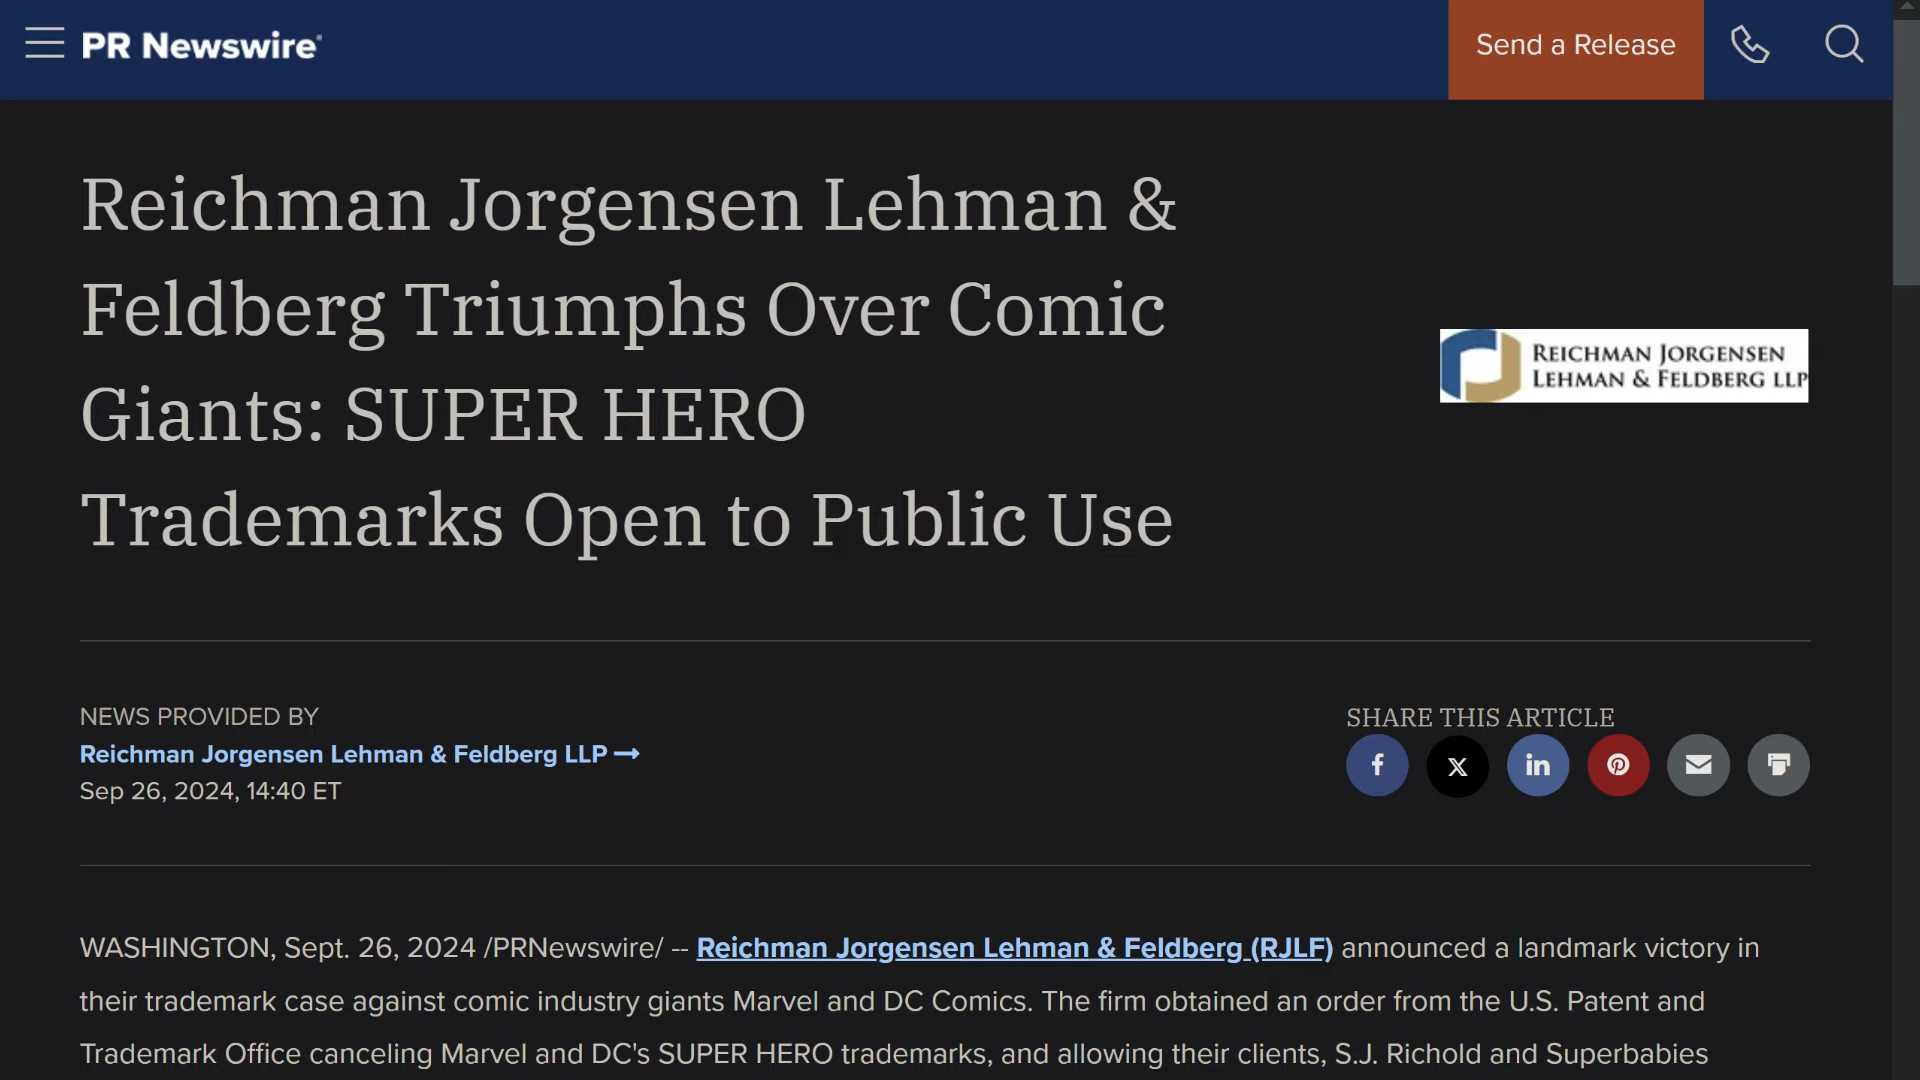 PR Newswire®
Send a Release
Reichman Jorgensen Lehman &
Feldberg Triumphs Over Comic
Giants: SUPER HERO
Trademarks Open to Public Use
REICHMAN JORGENSEN
LEHMAN & FELDBERG LLP
NEWS PROVIDED BY
Reichman Jorgensen Lehman & Feldberg LLP →
Sep 26, 2024, 14:40 ET
SHARE THIS ARTICLE
WASHINGTON, Sept. 26, 2024 /PRNewswire/ -- Reichman Jorgensen Lehman & Feldberg (RJLF) announced a landmark victory in
their trademark case against comic industry giants Marvel and DC Comics. The firm obtained an order from the U.S. Patent and
Trademark Office canceling Marvel and DC's SUPER HERO trademarks, and allowing their clients, S.J. Richold and Superbabies